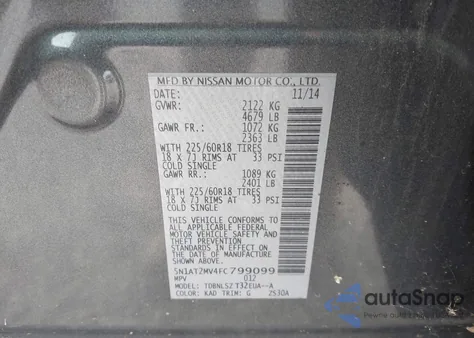 MFD BY NISSAN MOTOR CO., LTD.
DATE: 11/14
GVWR: 2122 KG
4679 LB
GAWR FR.: 1072 KG
2363 LB
WITH 225/60R18 TIRES
18 X 7J RIMS AT 33 PSI
COLD SINGLE
GAWR RR.: 1089 KG
2401 LB
WITH 225/60R18 TIRES
18 X 7J RIMS AT 33 PSI
COLD SINGLE
THIS VEHICLE CONFORMS TO
ALL APPLICABLE FEDERAL
MOTOR VEHICLE SAFETY
STANDARDS IN EFFECT ON
THE DATE OF MANUFACTURE
SHOWN ABOVE.
5N1AT2MV4FC799099
MPV 012
MODEL: TDBNLSZ
COLOR: KAD TRIM: G 2530A
autoSnap